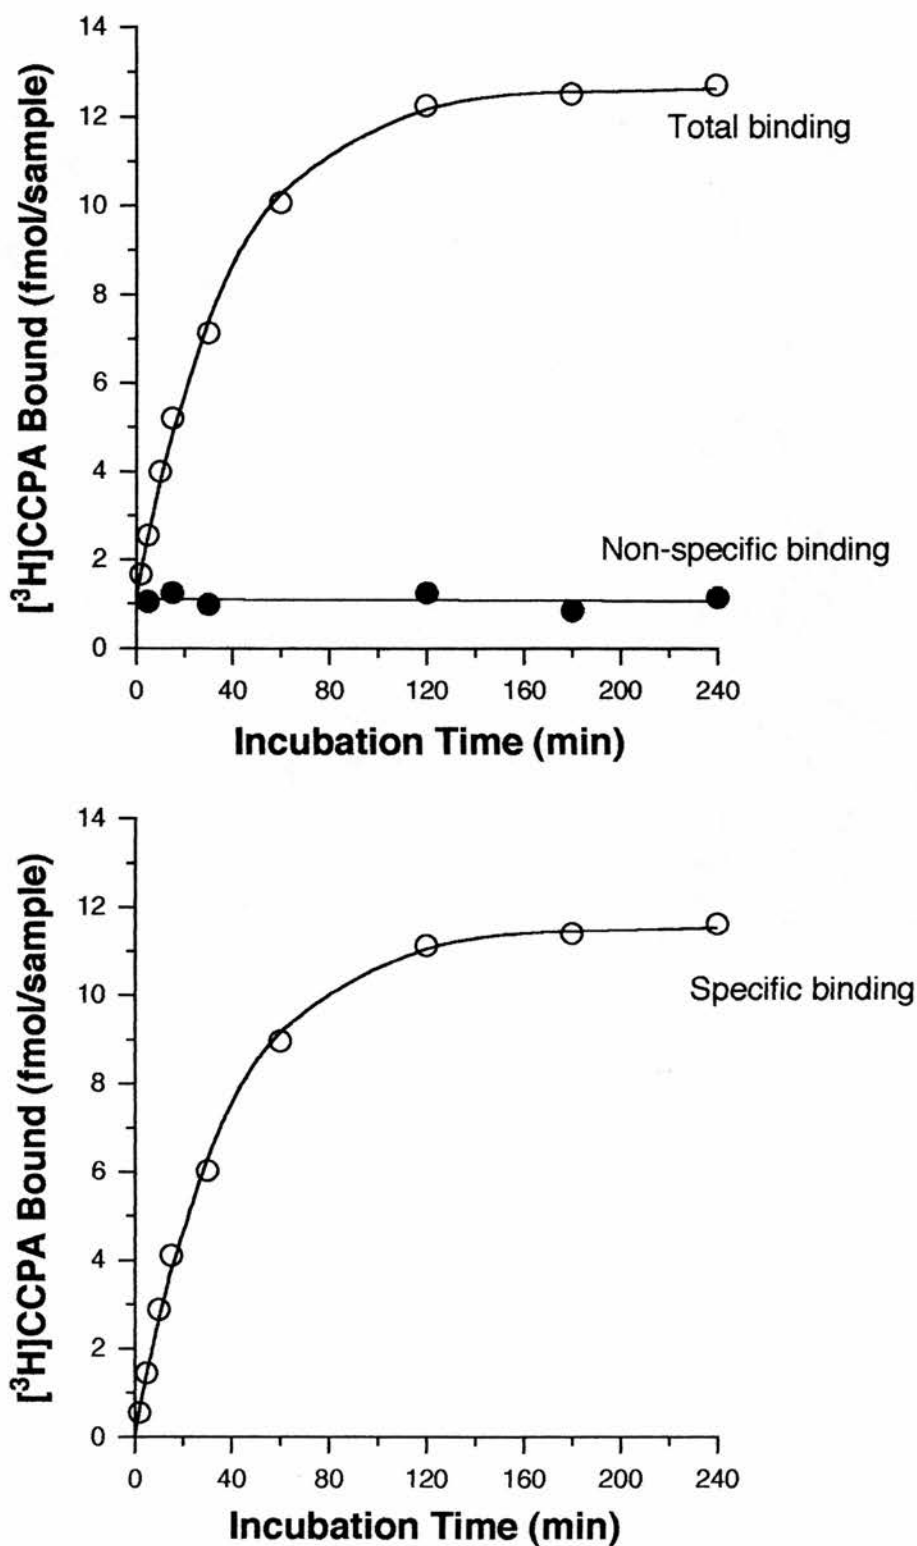 14
12
10
8
6
4
2
0
[³H]CCPA Bound (fmol/sample)
Total binding
Non-specific binding
0 40 80 120 160 200 240
Incubation Time (min)
14
12
10
8
6
4
2
0
[³H]CCPA Bound (fmol/sample)
Specific binding
0 40 80 120 160 200 240
Incubation Time (min)